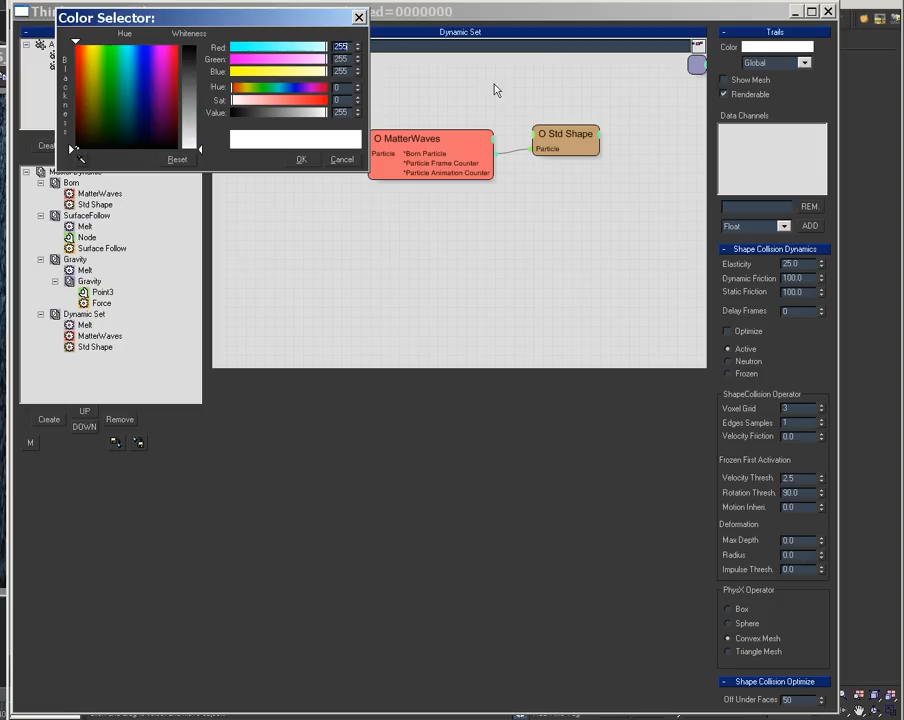 =0000000
Color Selector:
Hue
Whiteness
Blackness
Red:
255
Green:
255
Blue:
255
Hue:
0
Sat:
0
Value:
255
Reset
OK
Cancel
Born
MatterWaves
Std Shape
SurfaceFollow
Melt
Node
Surface Follow
Gravity
Melt
Gravity
Point3
Force
Dynamic Set
Melt
MatterWaves
Std Shape
Create
UP
DOWN
Remove
M
Dynamic Set
O MatterWaves
Particle
*Born Particle
*Particle Frame Counter
*Particle Animation Counter
O Std Shape
Particle
Trails
Color
Global
Show Mesh
Renderable
Data Channels
REM.
Float
ADD
Shape Collision Dynamics
Elasticity
25.0
Dynamic Friction
100.0
Static Friction
100.0
Delay Frames
0
Optimize
Active
Neutron
Frozen
ShapeCollision Operator
Voxel Grid
3
Edges Samples
1
Velocity Friction
0.0
Frozen First Activation
Velocity Thresh.
2.5
Rotation Thresh.
90.0
Motion Inheri.
0.0
Deformation
Max Depth
0.0
Radius
0.0
Impulse Thresh.
0.0
PhysX Operator
Box
Sphere
Convex Mesh
Triangle Mesh
Shape Collision Optimize
Off Under Faces
50